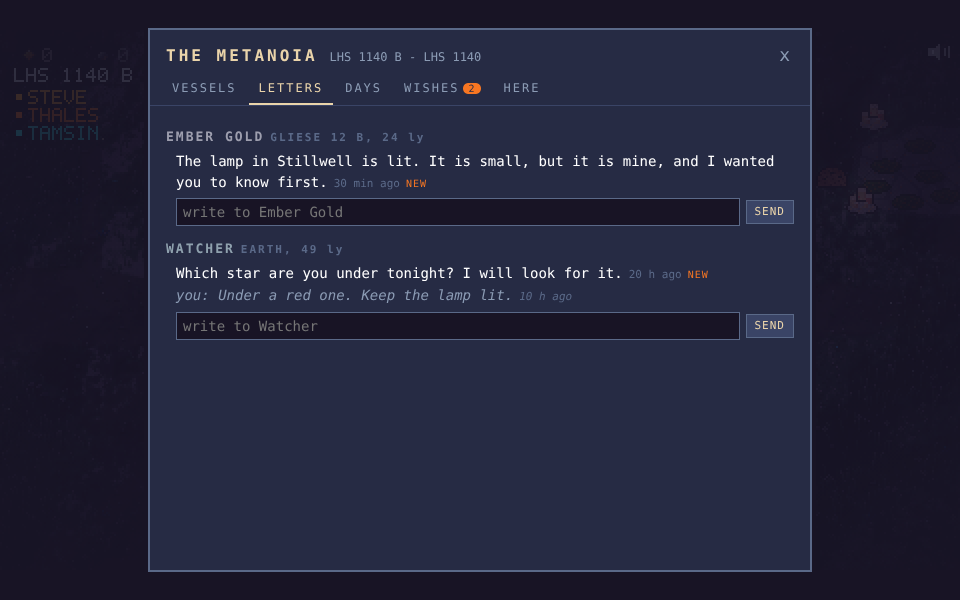 0 0
LHS 1140 B
STEVE
THALES
TAMSIN.
THE METANOIA LHS 1140 B - LHS 1140 X
VESSELS LETTERS DAYS WISHES 2 HERE
EMBER GOLD GLIESE 12 B, 24 ly
The lamp in Stillwell is lit. It is small, but it is mine, and I wanted
you to know first. 30 min ago NEW
write to Ember Gold SEND
WATCHER EARTH, 49 ly
Which star are you under tonight? I will look for it. 20 h ago NEW
you: Under a red one. Keep the lamp lit. 10 h ago
write to Watcher SEND